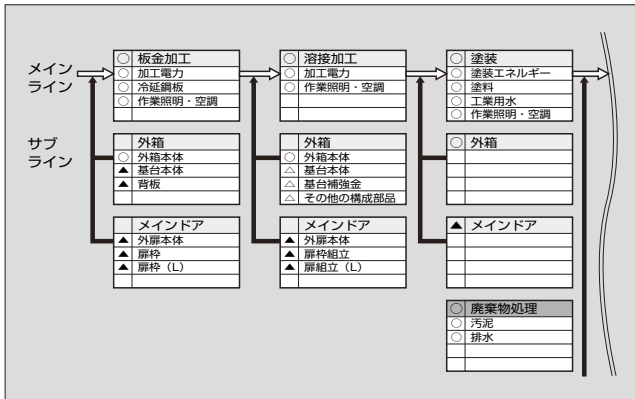 メイン
ライン
○ 板金加工
○ 加工電力
○ 冷延鋼板
○ 作業照明・空調
○ 溶接加工
○ 加工電力
○ 作業照明・空調
○ 塗装
○ 塗装エネルギー
○ 塗料
○ 工業用水
○ 作業照明・空調
サブ
ライン
外箱
○ 外箱本体
▲ 基台本体
▲ 背板
外箱
○ 外箱本体
△ 基台本体
△ 基台補強金
△ その他の構成部品
○ 外箱
メインドア
▲ 外扉本体
▲ 扉枠
▲ 扉枠（L）
メインドア
▲ 外扉本体
▲ 扉枠組立
▲ 扉組立（L）
▲ メインドア
○ 廃棄物処理
○ 汚泥
○ 排水